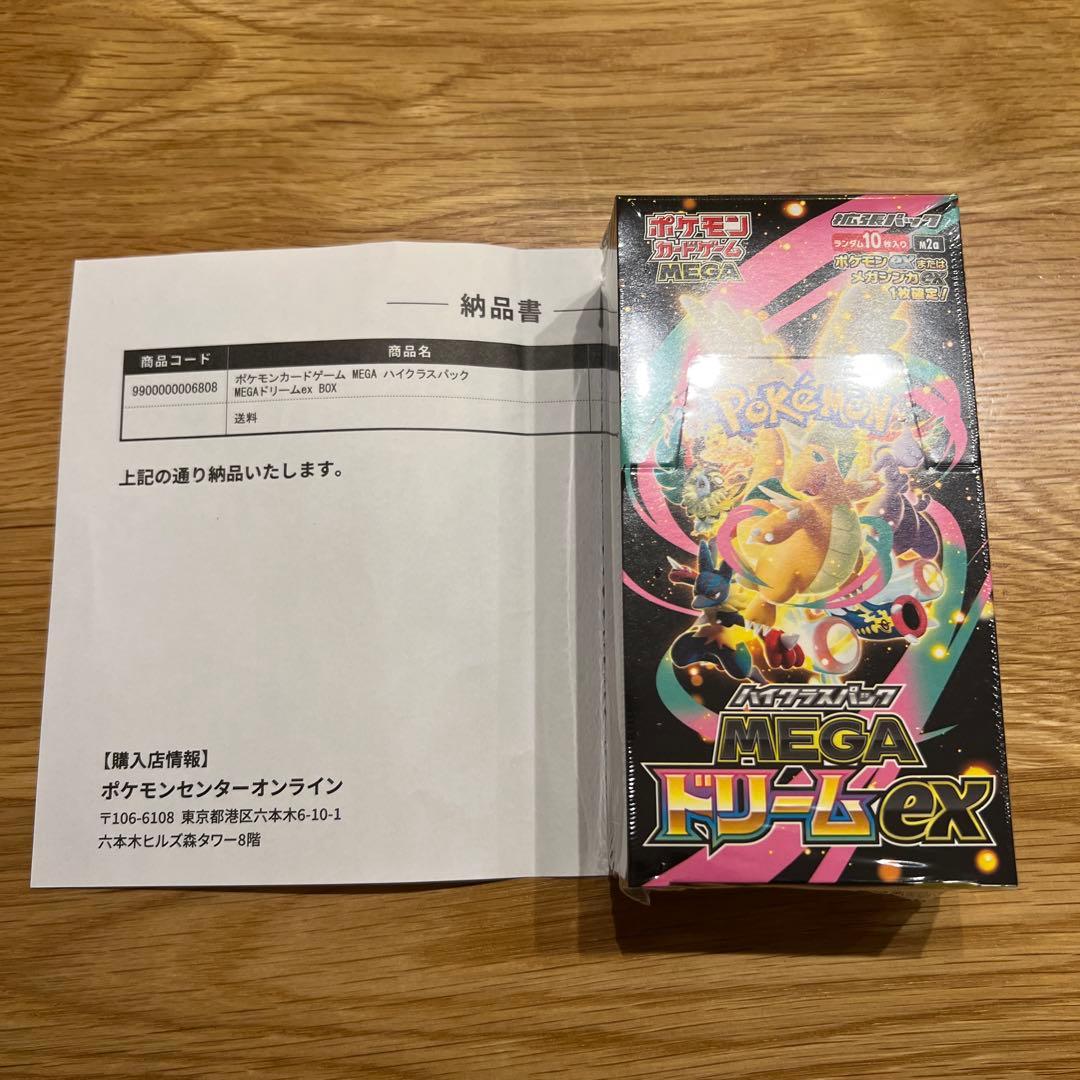 納品書
商品コード 商品名
9900000006808 ポケモンカードゲーム MEGA ハイクラスパック
MEGAドリームex BOX
送料
上記の通り納品いたします。
【購入店情報】
ポケモンセンターオンライン
〒106-6108 東京都港区六本木6-10-1
六本木ヒルズ森タワー8階
ポケモン
カードゲーム
MEGA
拡張パック
ランダム10枚入り M2a
ポケモンexまたは
メガシンカex
1枚確定!
POKéMON
ハイクラスパック
MEGA
ドリームex